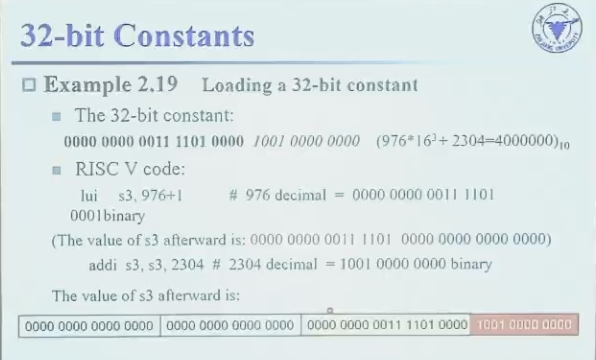 32-bit Constants
Example 2.19 Loading a 32-bit constant
The 32-bit constant:
0000 0000 0011 1101 0000 1001 0000 0000 (976*16³+ 2304=4000000)₁₀
RISC V code:
lui s3, 976+1 # 976 decimal = 0000 0000 0011 1101
0001binary
(The value of s3 afterward is: 0000 0000 0011 1101 0000 0000 0000 0000)
addi s3, s3, 2304 # 2304 decimal = 1001 0000 0000 binary
The value of s3 afterward is:
0000 0000 0000 0000 0000 0000 0000 0000 0000 0000 0011 1101 0000 1001 0000 0000